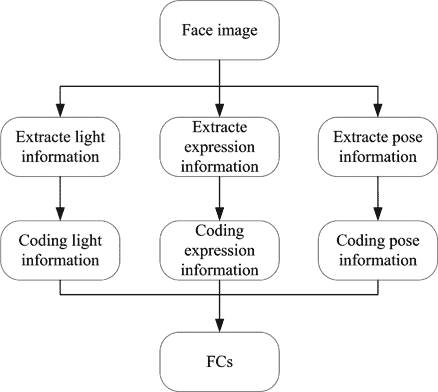 Face image
Extracte light
information
Extracte
expression
information
Extracte pose
information
Coding light
information
Coding
expression
information
Coding pose
information
FCs